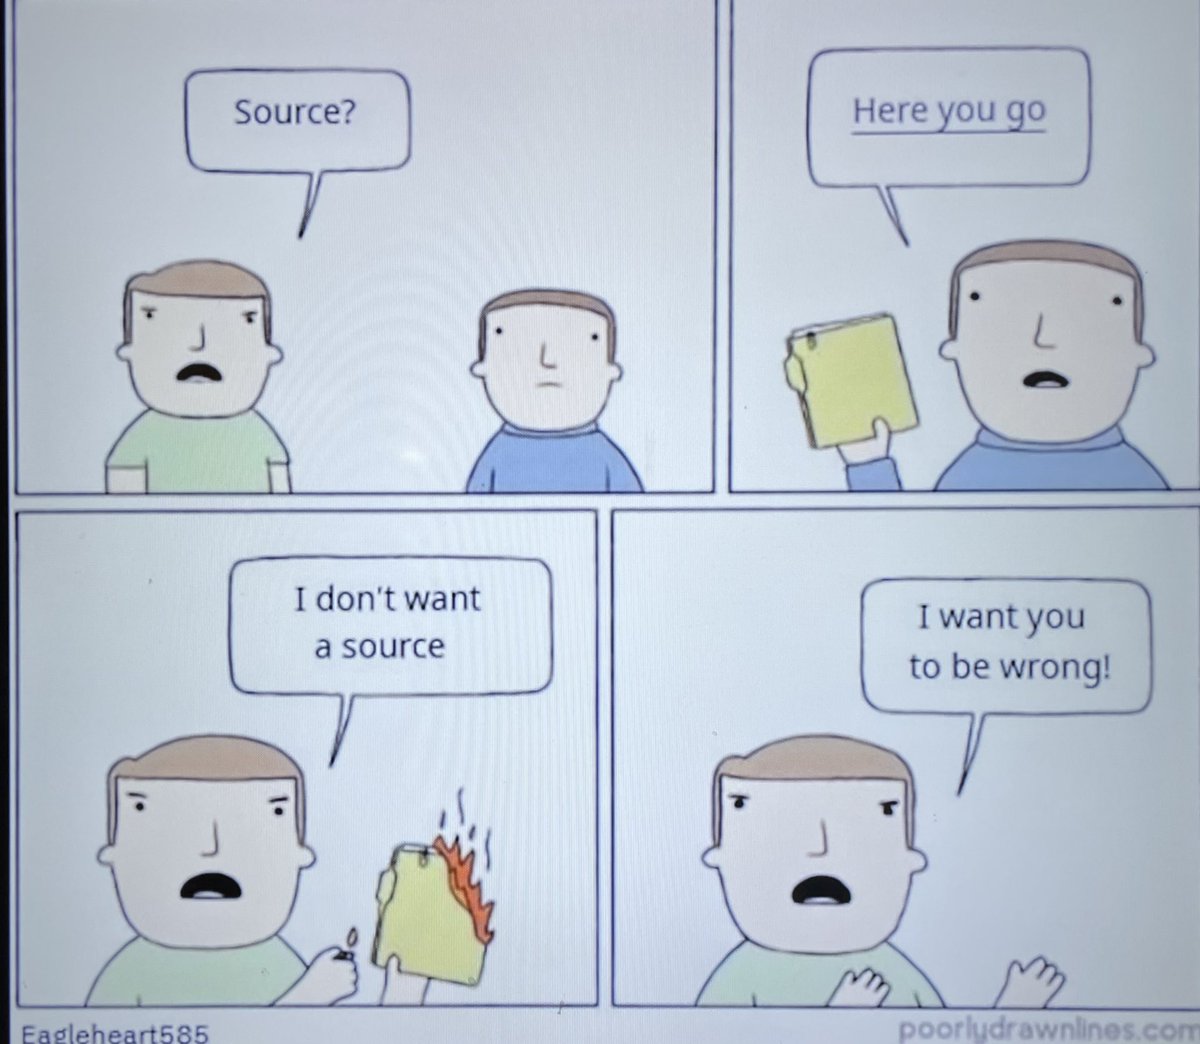 Source?
Here you go
I don't want
a source
I want you
to be wrong!
Eagleheart585
poorlydrawnlines.com